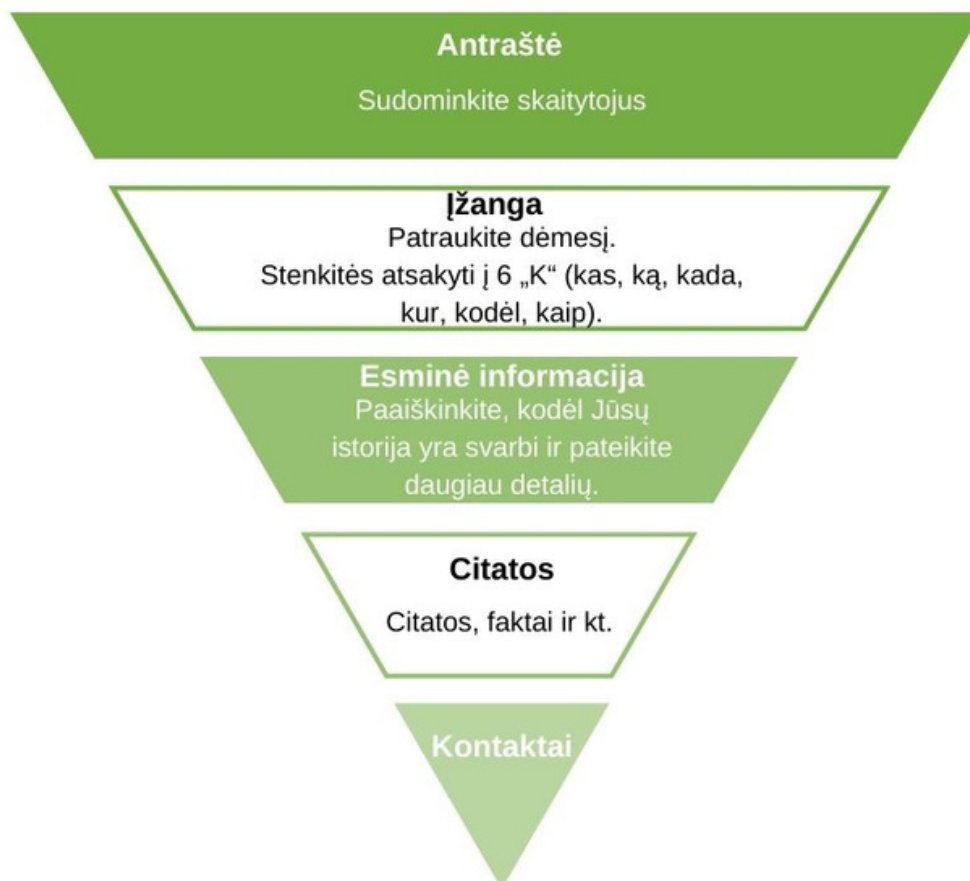 Antraštė
Sudominkite skaitytojus
Įžanga
Patraukite dėmesį.
Stenkitės atsakyti į 6 „K“ (kas, ką, kada,
kur, kodėl, kaip).
Esminė informacija
Paaiškinkite, kodėl Jūsų
istorija yra svarbi ir pateikite
daugiau detalių.
Citatos
Citatos, faktai ir kt.
Kontaktai